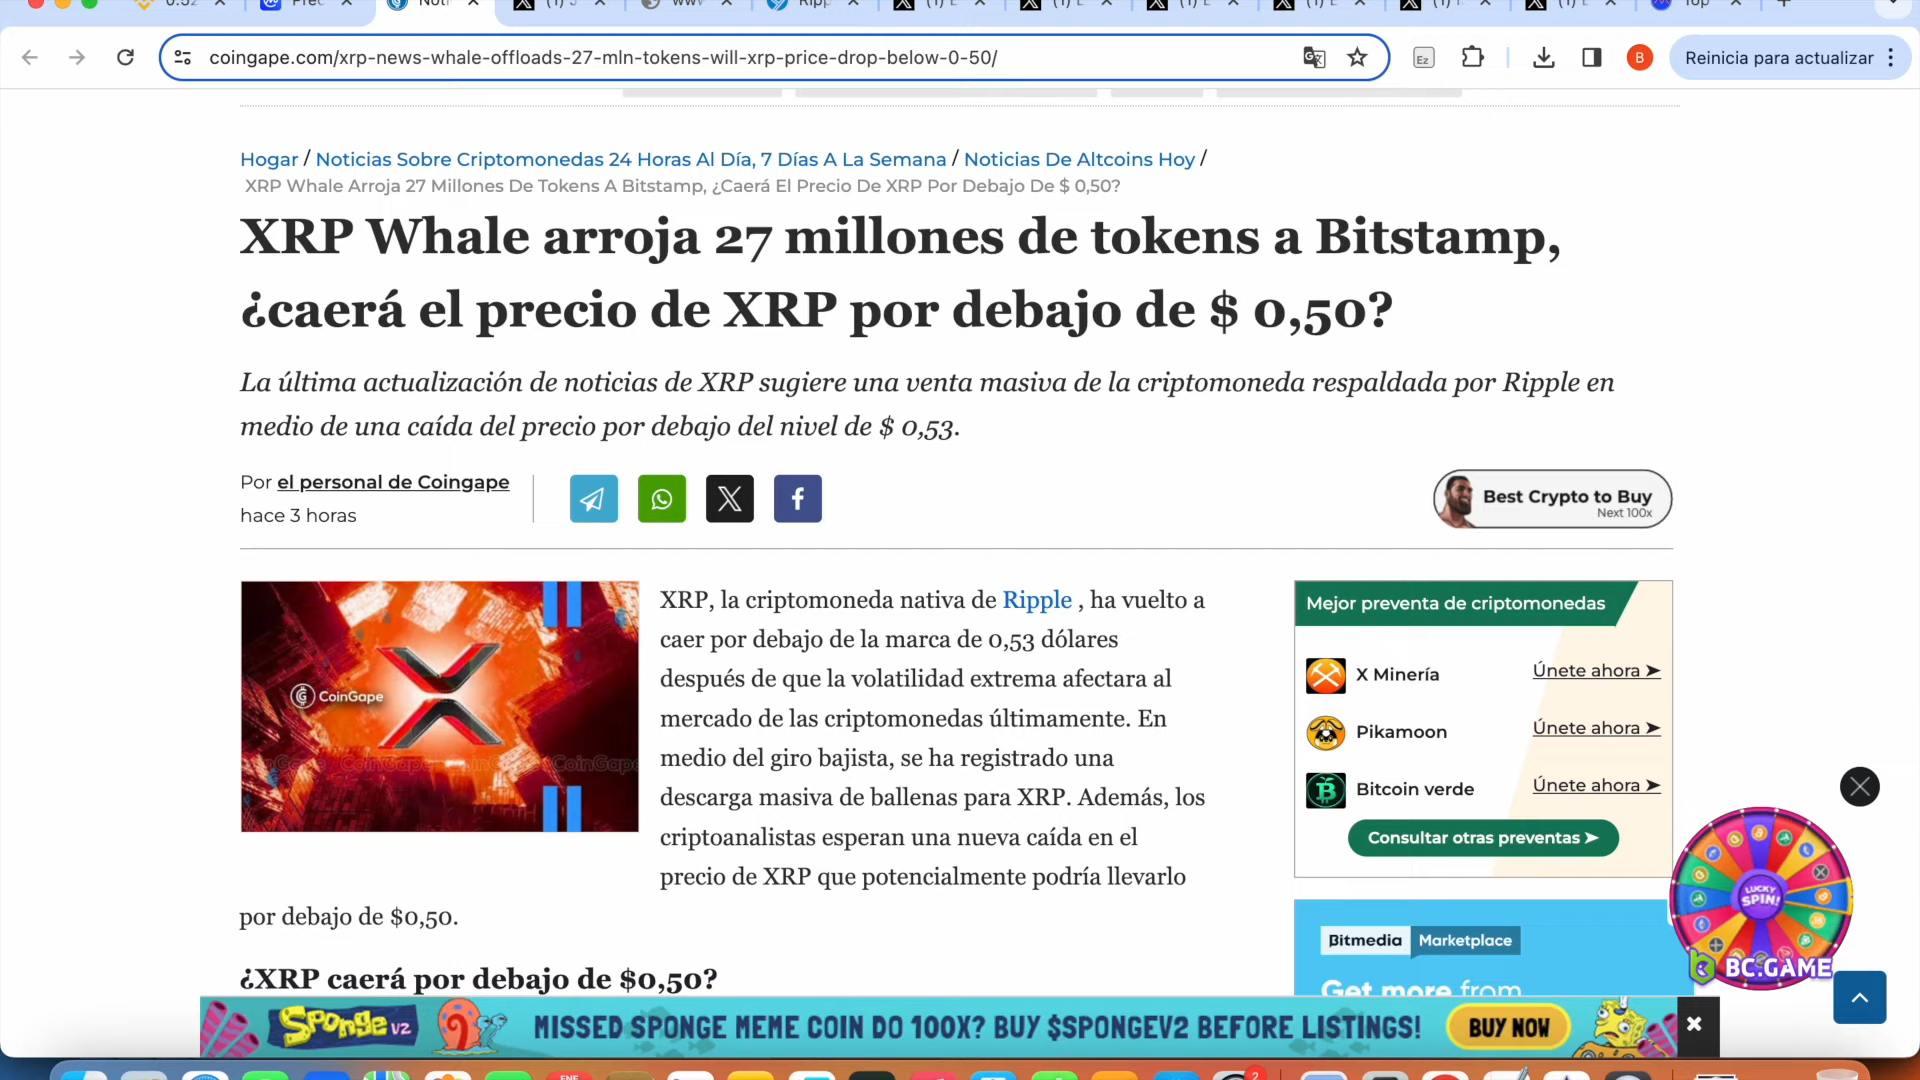 coingape.com/xrp-news-whale-offloads-27-mln-tokens-will-xrp-price-drop-below-0-50/
Ez
B
Reinicia para actualizar
Hogar / Noticias Sobre Criptomonedas 24 Horas Al Día, 7 Días A La Semana / Noticias De Altcoins Hoy /
XRP Whale Arroja 27 Millones De Tokens A Bitstamp, ¿Caerá El Precio De XRP Por Debajo De $ 0,50?
XRP Whale arroja 27 millones de tokens a Bitstamp,
¿caerá el precio de XRP por debajo de $ 0,50?
La última actualización de noticias de XRP sugiere una venta masiva de la criptomoneda respaldada por Ripple en
medio de una caída del precio por debajo del nivel de $ 0,53.
Por el personal de Coingape
hace 3 horas
Best Crypto to Buy
Next 100x
CoinGape
XRP, la criptomoneda nativa de Ripple , ha vuelto a
caer por debajo de la marca de 0,53 dólares
después de que la volatilidad extrema afectara al
mercado de las criptomonedas últimamente. En
medio del giro bajista, se ha registrado una
descarga masiva de ballenas para XRP. Además, los
criptoanalistas esperan una nueva caída en el
precio de XRP que potencialmente podría llevarlo
por debajo de $0,50.
¿XRP caerá por debajo de $0,50?
Mejor preventa de criptomonedas
X Minería Únete ahora ➤
Pikamoon Únete ahora ➤
Bitcoin verde Únete ahora ➤
Consultar otras preventas ➤
Bitmedia Marketplace
Get more from
LUCKY
SPIN!
BC.GAME
Sponge V2 MISSED SPONGE MEME COIN DO 100X? BUY $SPONGEV2 BEFORE LISTINGS! BUY NOW
ENE
2